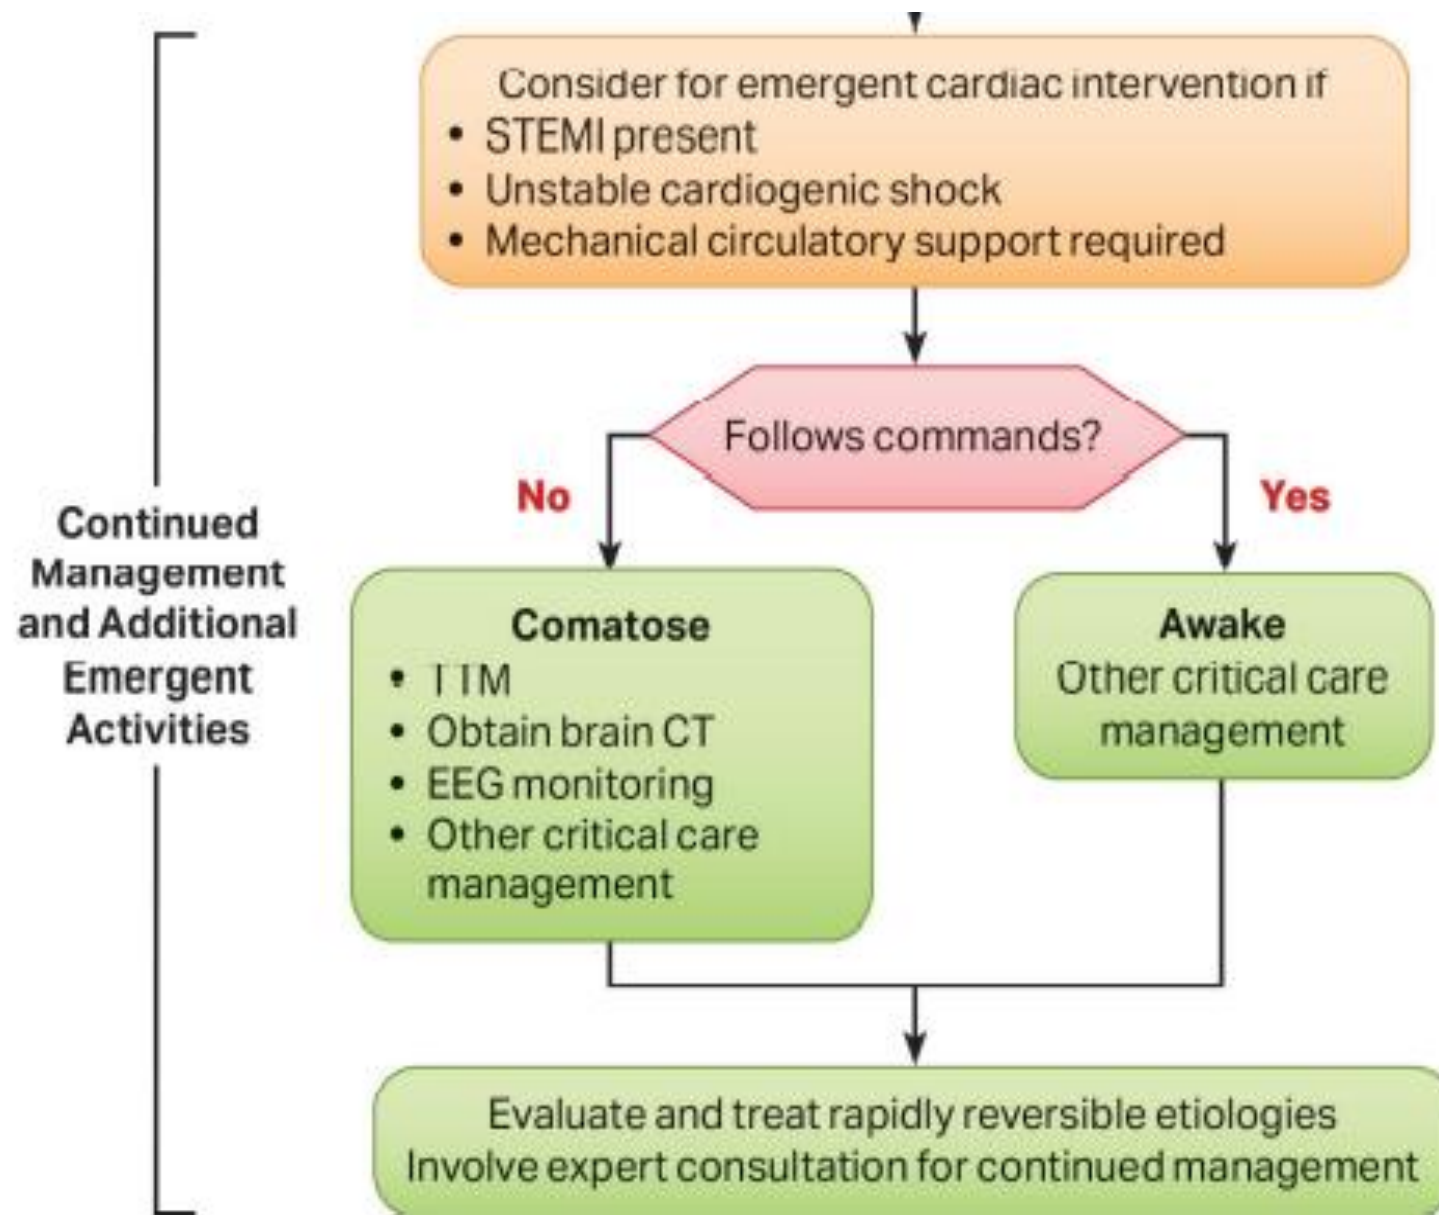 Consider for emergent cardiac intervention if
• STEMI present
• Unstable cardiogenic shock
• Mechanical circulatory support required
Follows commands?
No
Yes
Continued
Management
and Additional
Emergent
Activities
Comatose
• TTM
• Obtain brain CT
• EEG monitoring
• Other critical care
management
Awake
Other critical care
management
Evaluate and treat rapidly reversible etiologies
Involve expert consultation for continued management